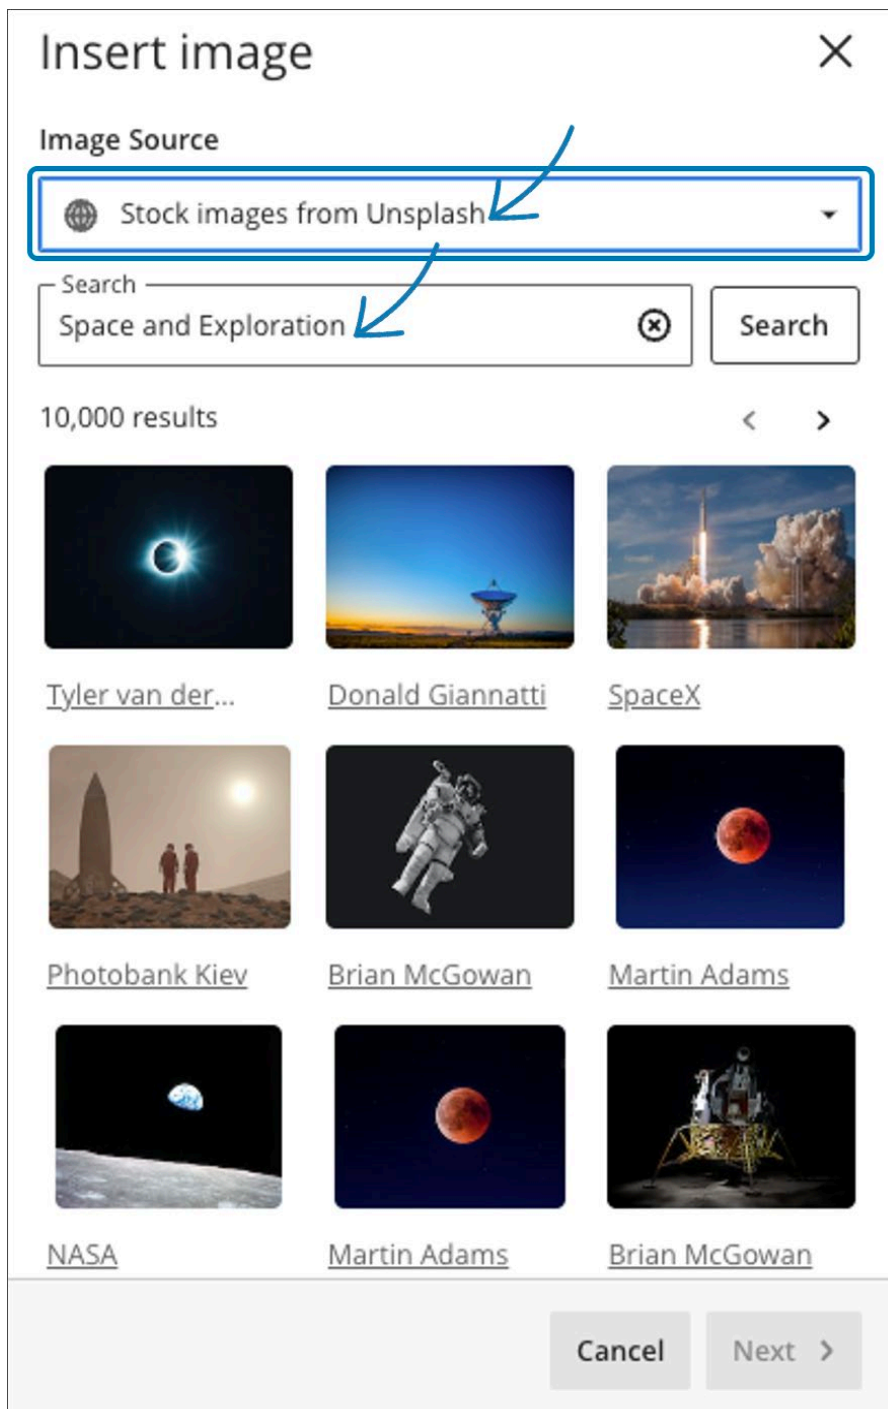 Insert image
Image Source
Stock images from Unsplash
Search
Space and Exploration
Search
10,000 results
Tyler van der...
Donald Giannatti
SpaceX
Photobank Kiev
Brian McGowan
Martin Adams
NASA
Martin Adams
Brian McGowan
Cancel
Next